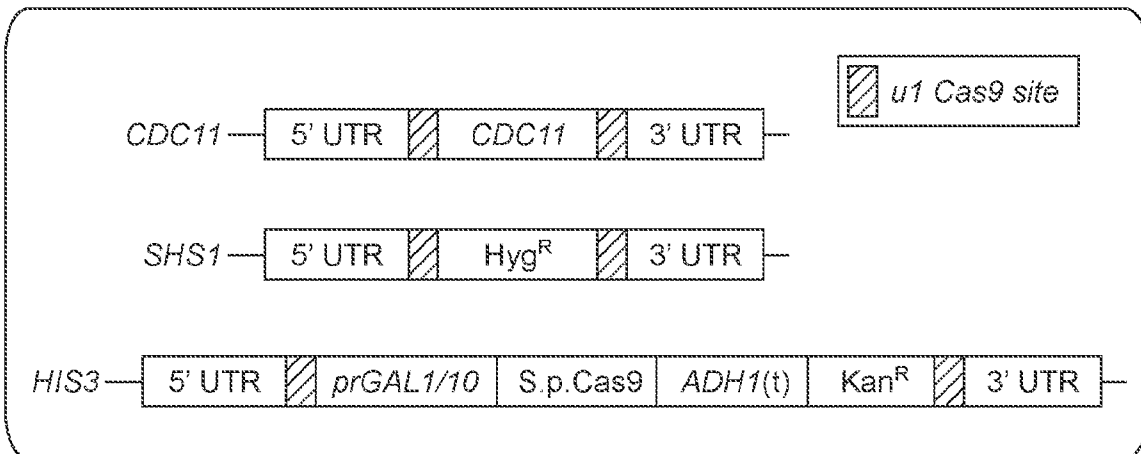 u1 Cas9 site
CDC11 5' UTR CDC11 3' UTR
SHS1 5' UTR Hyg^R 3' UTR
HIS3 5' UTR prGAL1/10 S.p.Cas9 ADH1(t) Kan^R 3' UTR